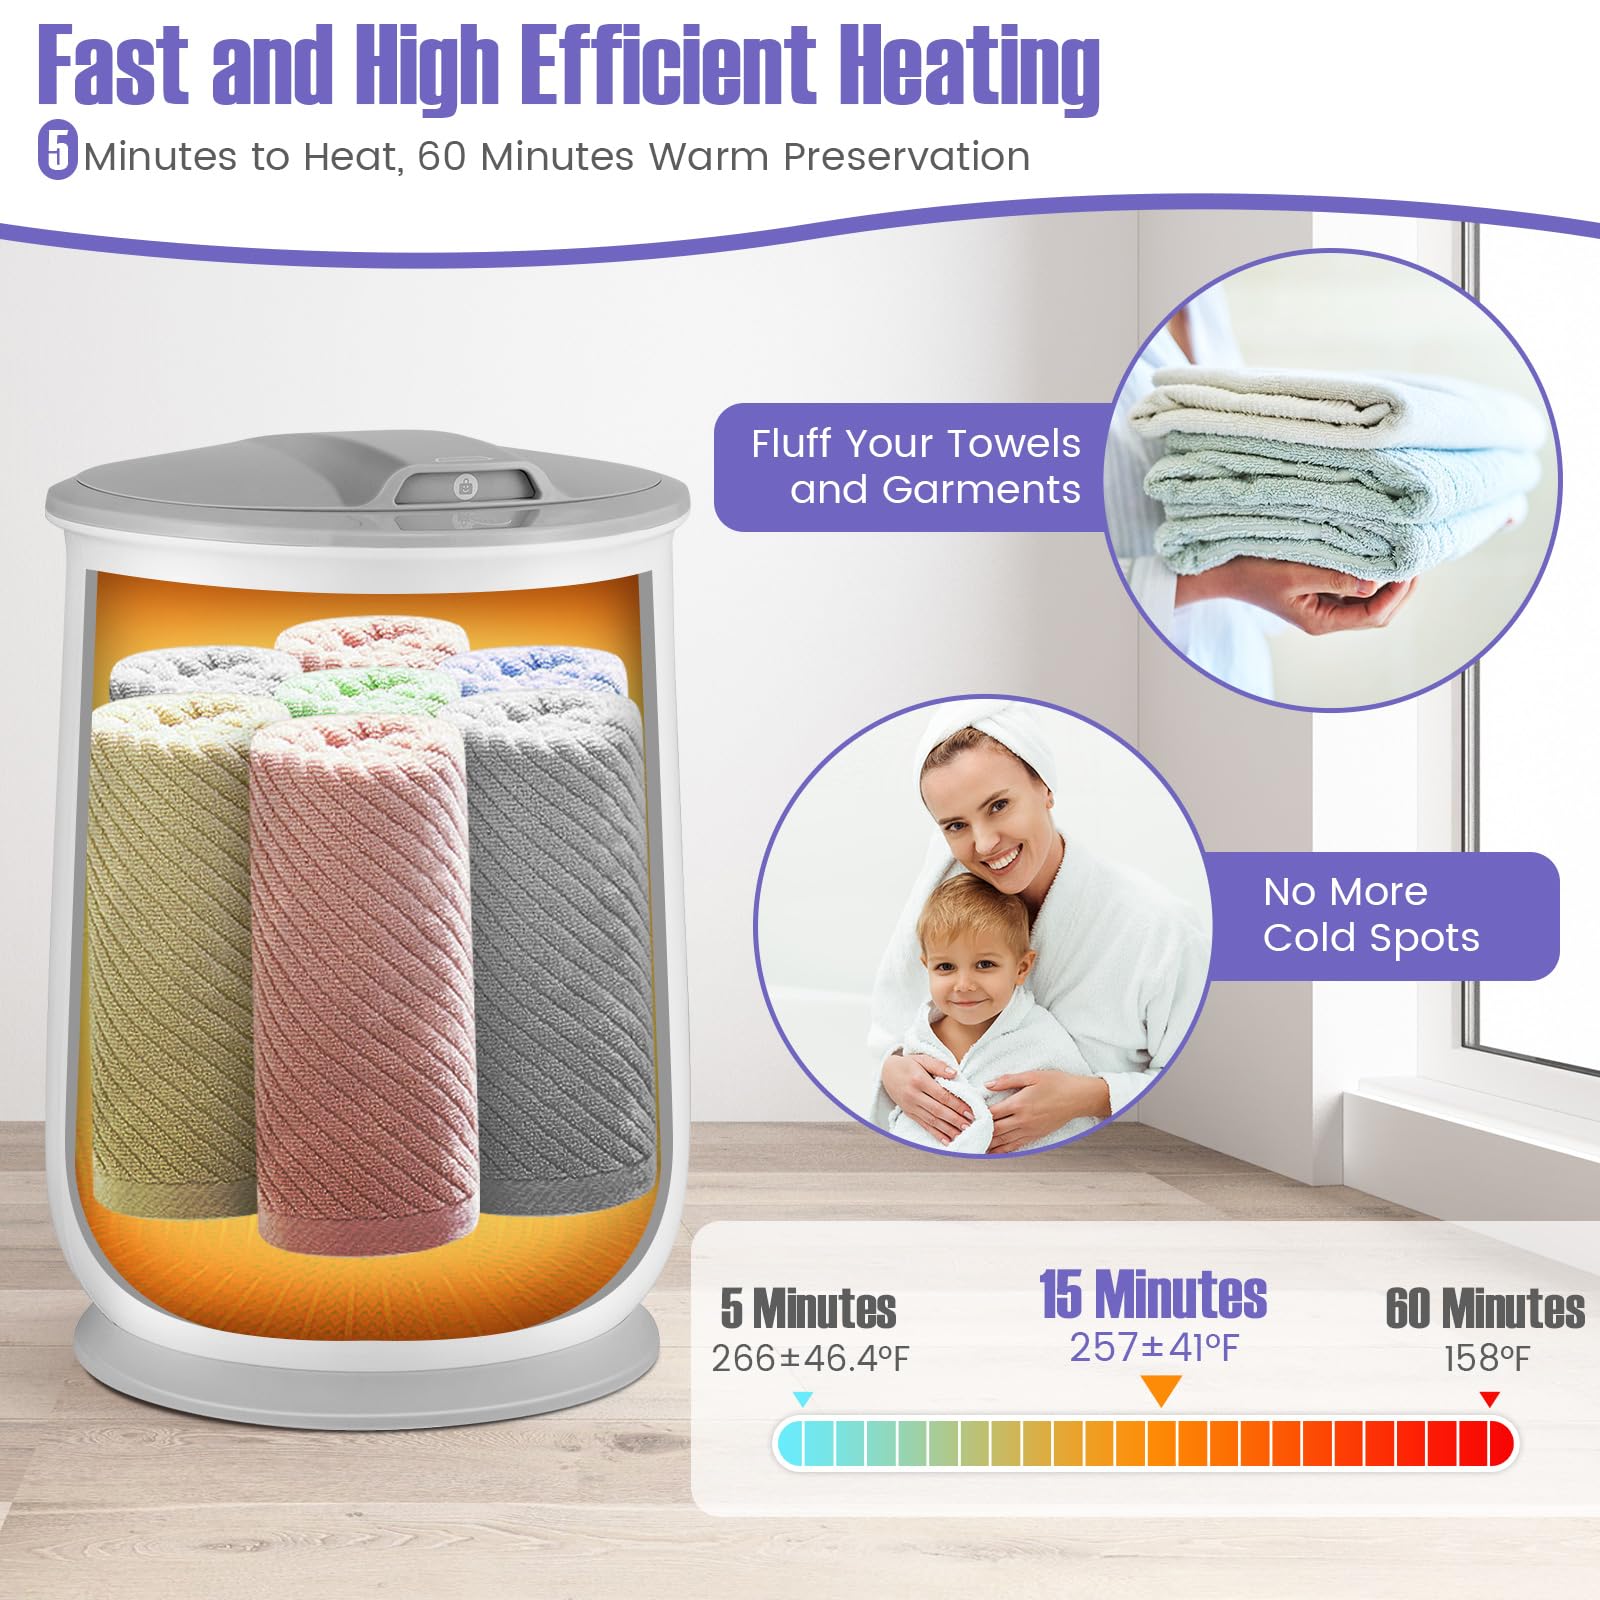 Fast and High Efficient Heating
5 Minutes to Heat, 60 Minutes Warm Preservation
Fluff Your Towels
and Garments
No More
Cold Spots
5 Minutes
266±46.4°F
15 Minutes
257±41°F
60 Minutes
158°F